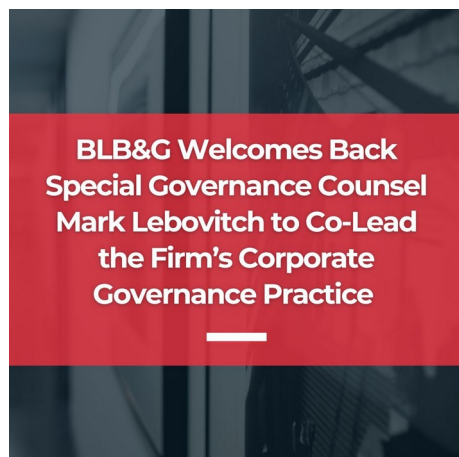 BLB&G Welcomes Back
Special Governance Counsel
Mark Lebovitch to Co-Lead
the Firm’s Corporate
Governance Practice